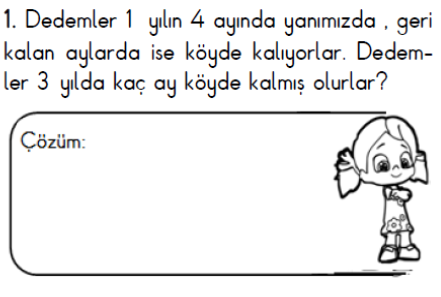 1. Dedemler 1 yılın 4 ayında yanımızda , geri
kalan aylarda ise köyde kalıyorlar. Dedem-
ler 3 yılda kaç ay köyde kalmış olurlar?
Çözüm: